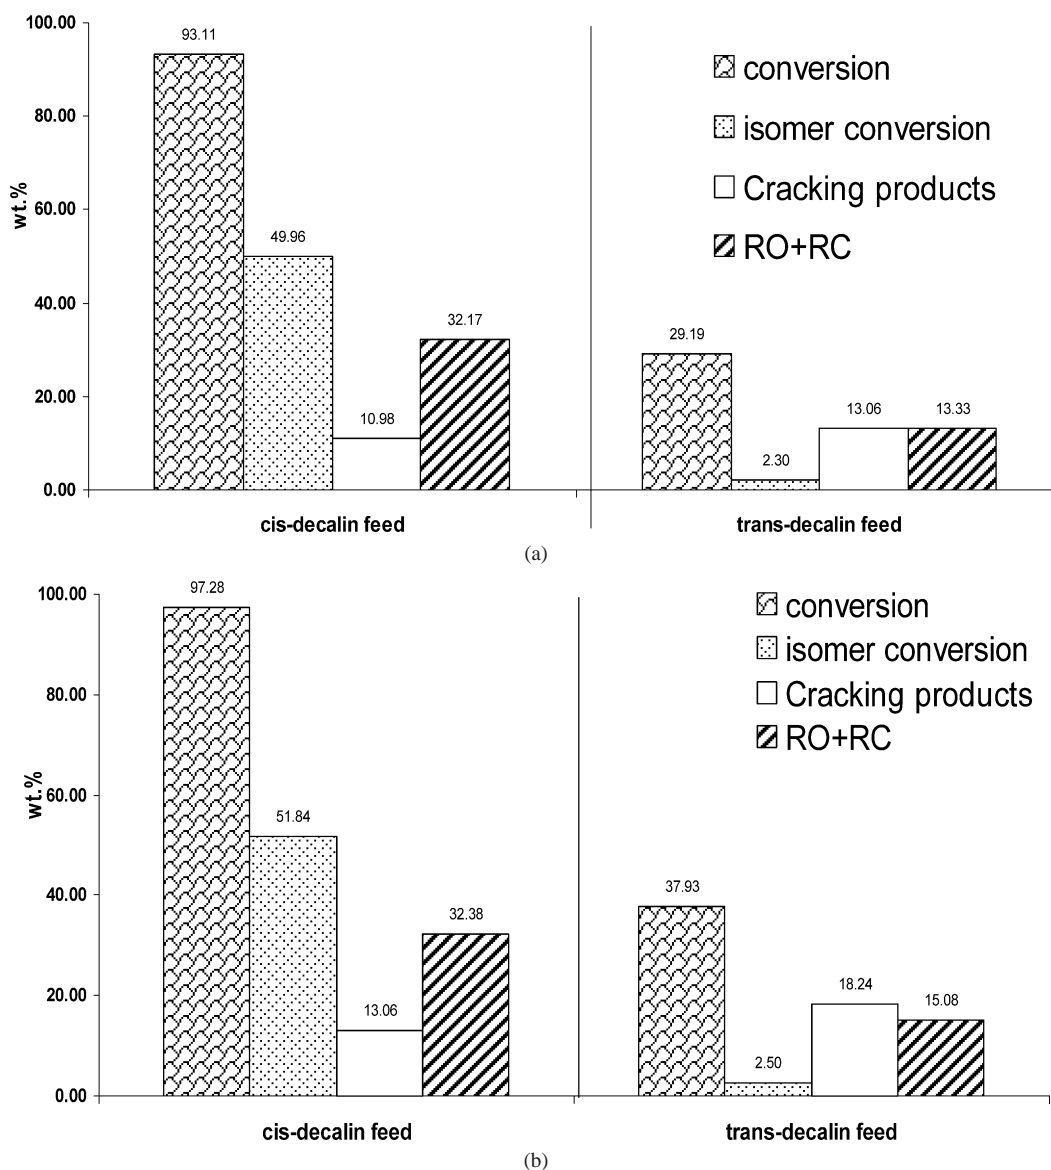 100.00
80.00
60.00
40.00
20.00
0.00
wt.%
93.11
49.96
10.98
32.17
29.19
2.30
13.06
13.33
conversion
isomer conversion
Cracking products
RO+RC
cis-decalin feed
trans-decalin feed
(a)
100.00
80.00
60.00
40.00
20.00
0.00
wt.%
97.28
51.84
13.06
32.38
37.93
2.50
18.24
15.08
conversion
isomer conversion
Cracking products
RO+RC
cis-decalin feed
trans-decalin feed
(b)